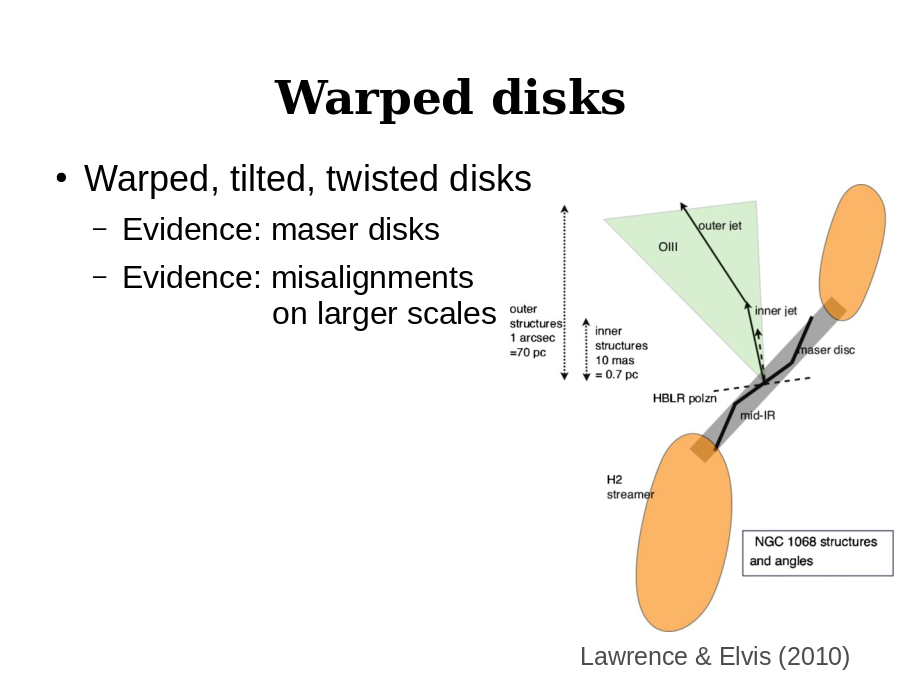 Warped disks
• Warped, tilted, twisted disks
– Evidence: maser disks
– Evidence: misalignments
on larger scales
outer jet
OIII
outer
structures
1 arcsec
=70 pc
inner
structures
10 mas
= 0.7 pc
inner jet
maser disc
HBLR polzn
mid-IR
H2
streamer
NGC 1068 structures
and angles
Lawrence & Elvis (2010)